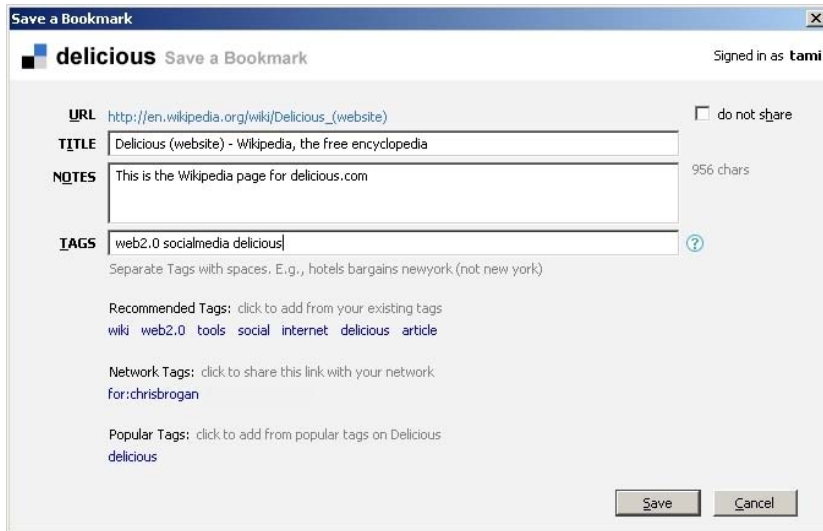 Save a Bookmark
delicious Save a Bookmark
Signed in as tami
URL http://en.wikipedia.org/wiki/Delicious_(website)
do not share
TITLE Delicious (website) - Wikipedia, the free encyclopedia
NOTES This is the Wikipedia page for delicious.com
956 chars
TAGS web2.0 socialmedia delicious
?
Separate Tags with spaces. E.g., hotels bargains newyork (not new york)
Recommended Tags: click to add from your existing tags
wiki web2.0 tools social internet delicious article
Network Tags: click to share this link with your network
for:chrisbrogan
Popular Tags: click to add from popular tags on Delicious
delicious
Save Cancel